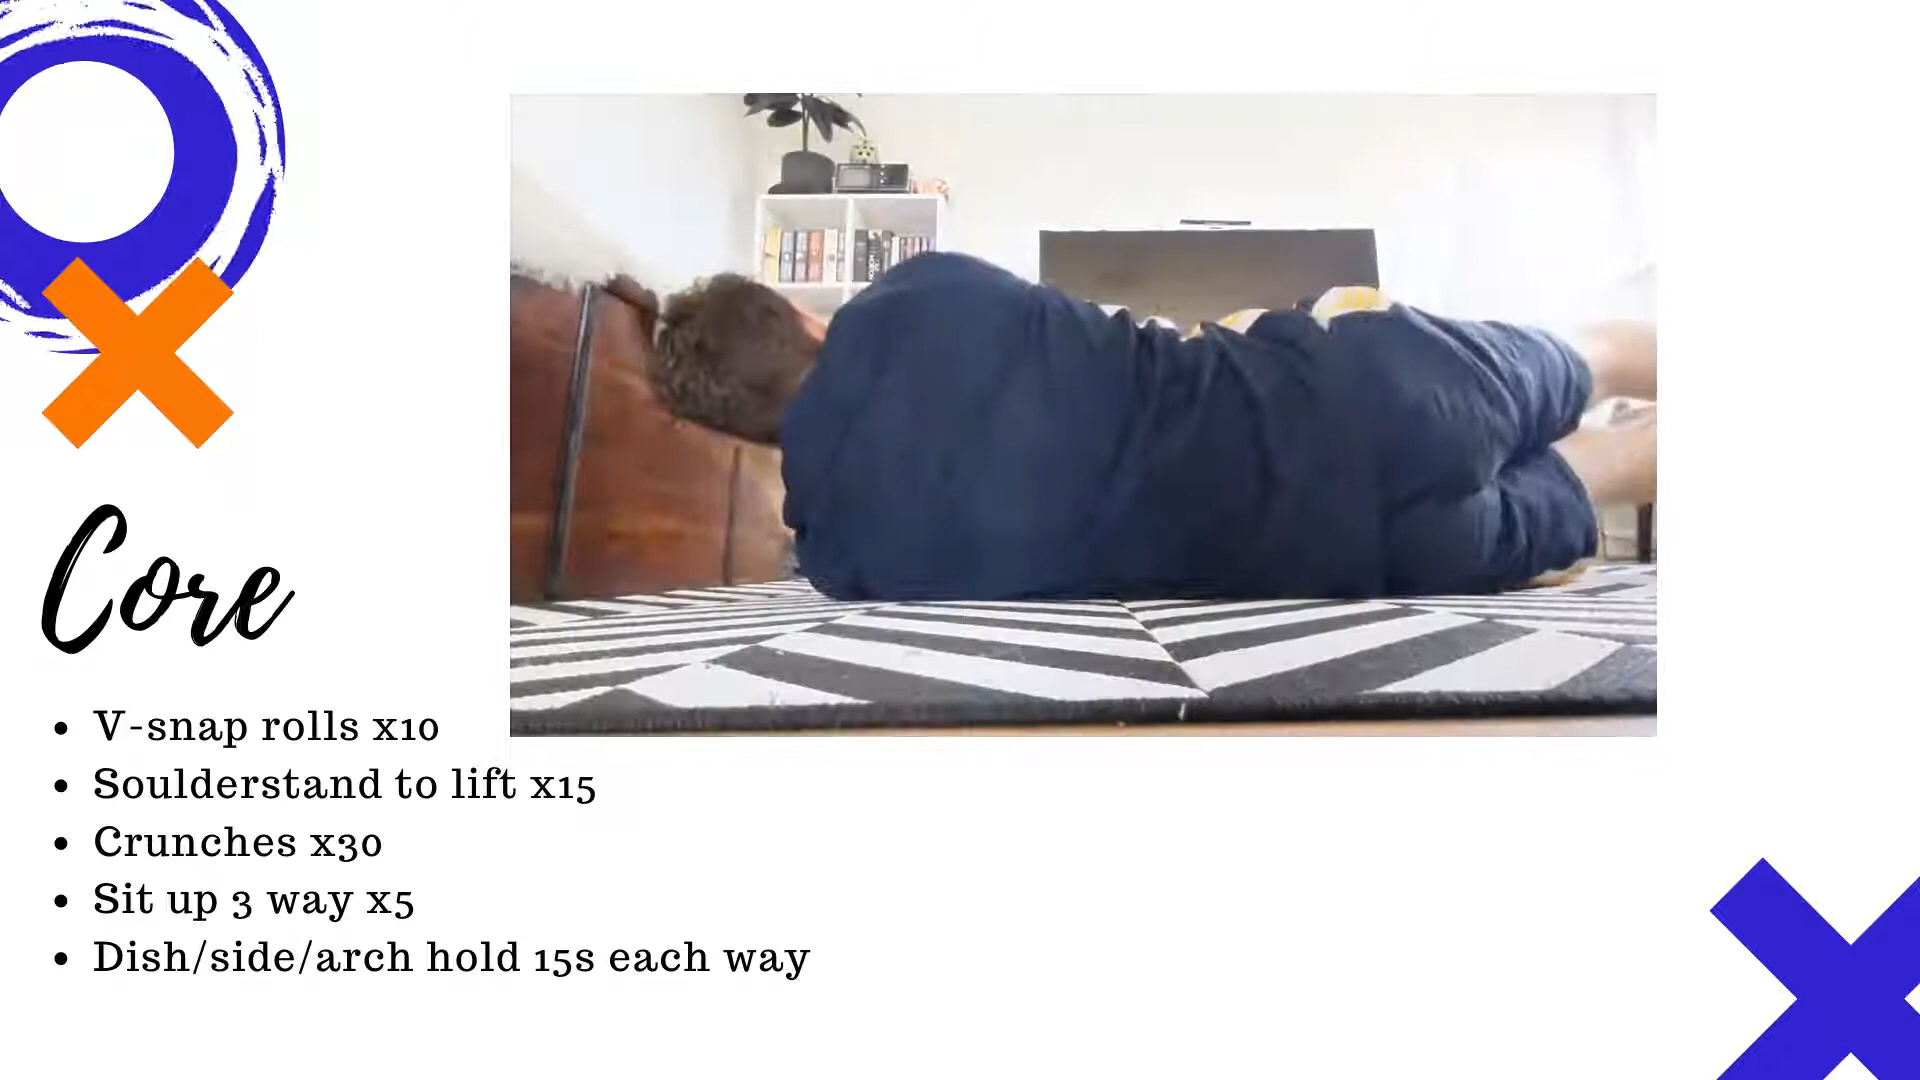 Core
V-snap rolls x10
Soulderstand to lift x15
Crunches x30
Sit up 3 way x5
Dish/side/arch hold 15s each way